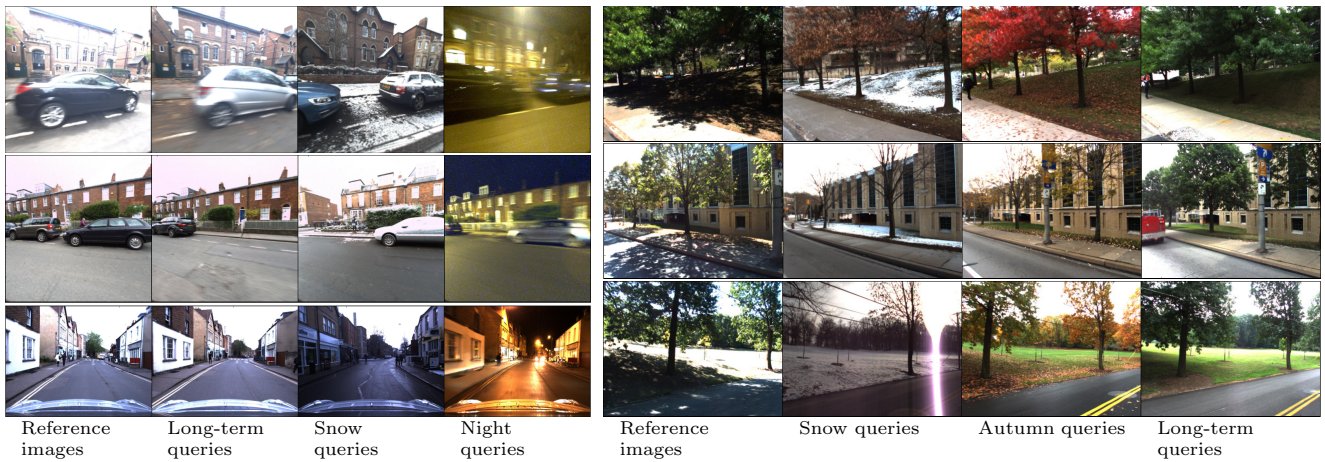 Reference images
Long-term queries
Snow queries
Night queries
Reference images
Snow queries
Autumn queries
Long-term queries